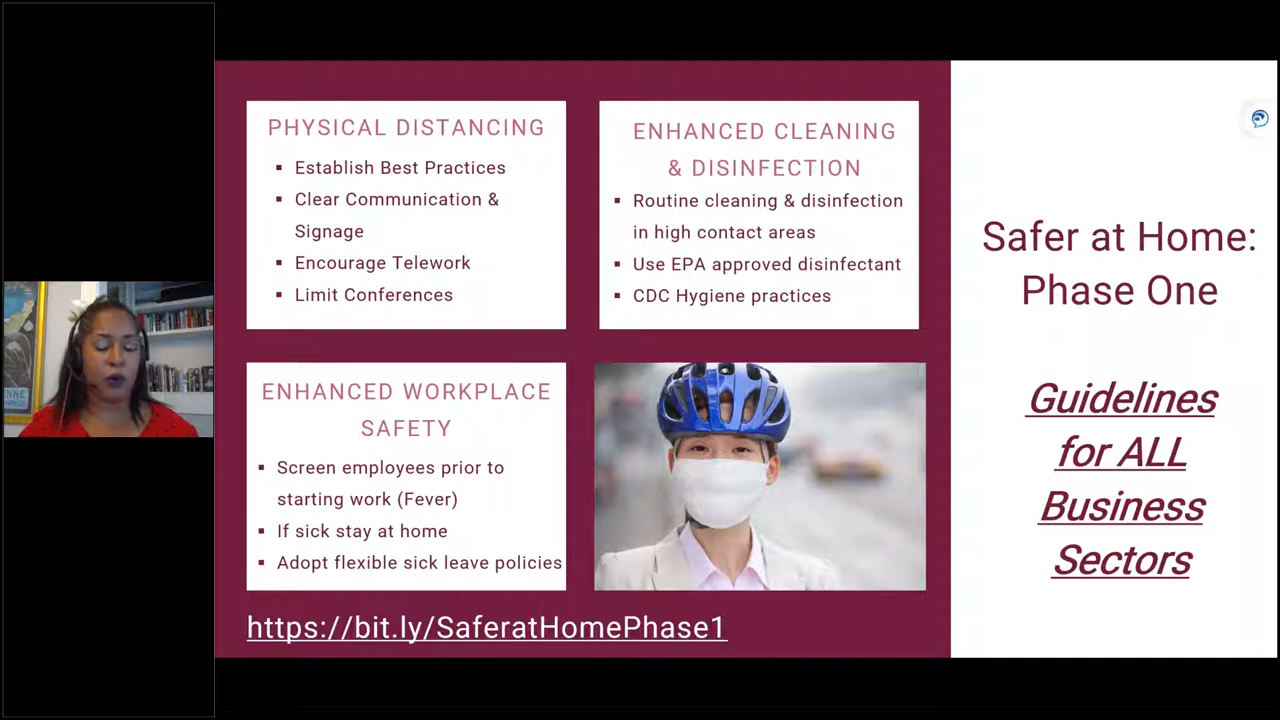 PHYSICAL DISTANCING
▪ Establish Best Practices
▪ Clear Communication &
Signage
▪ Encourage Telework
▪ Limit Conferences
ENHANCED CLEANING
& DISINFECTION
▪ Routine cleaning & disinfection
in high contact areas
▪ Use EPA approved disinfectant
▪ CDC Hygiene practices
ENHANCED WORKPLACE
SAFETY
▪ Screen employees prior to
starting work (Fever)
▪ If sick stay at home
▪ Adopt flexible sick leave policies
https://bit.ly/SaferatHomePhase1
Safer at Home:
Phase One
Guidelines
for ALL
Business
Sectors